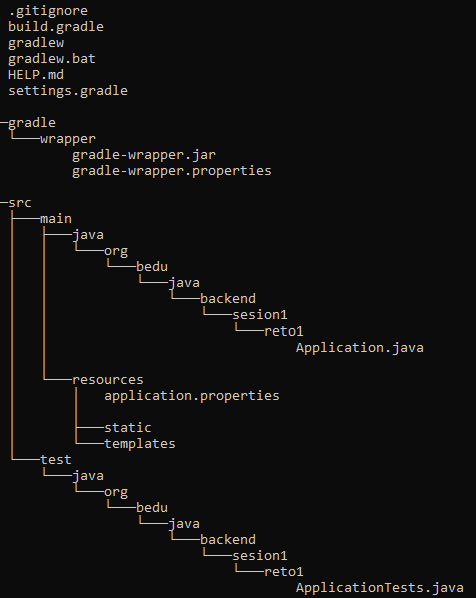 .gitignore
build.gradle
gradlew
gradlew.bat
HELP.md
settings.gradle
gradle
wrapper
gradle-wrapper.jar
gradle-wrapper.properties
src
main
java
org
bedu
java
backend
sesion1
reto1
Application.java
resources
application.properties
static
templates
test
java
org
bedu
java
backend
sesion1
reto1
ApplicationTests.java